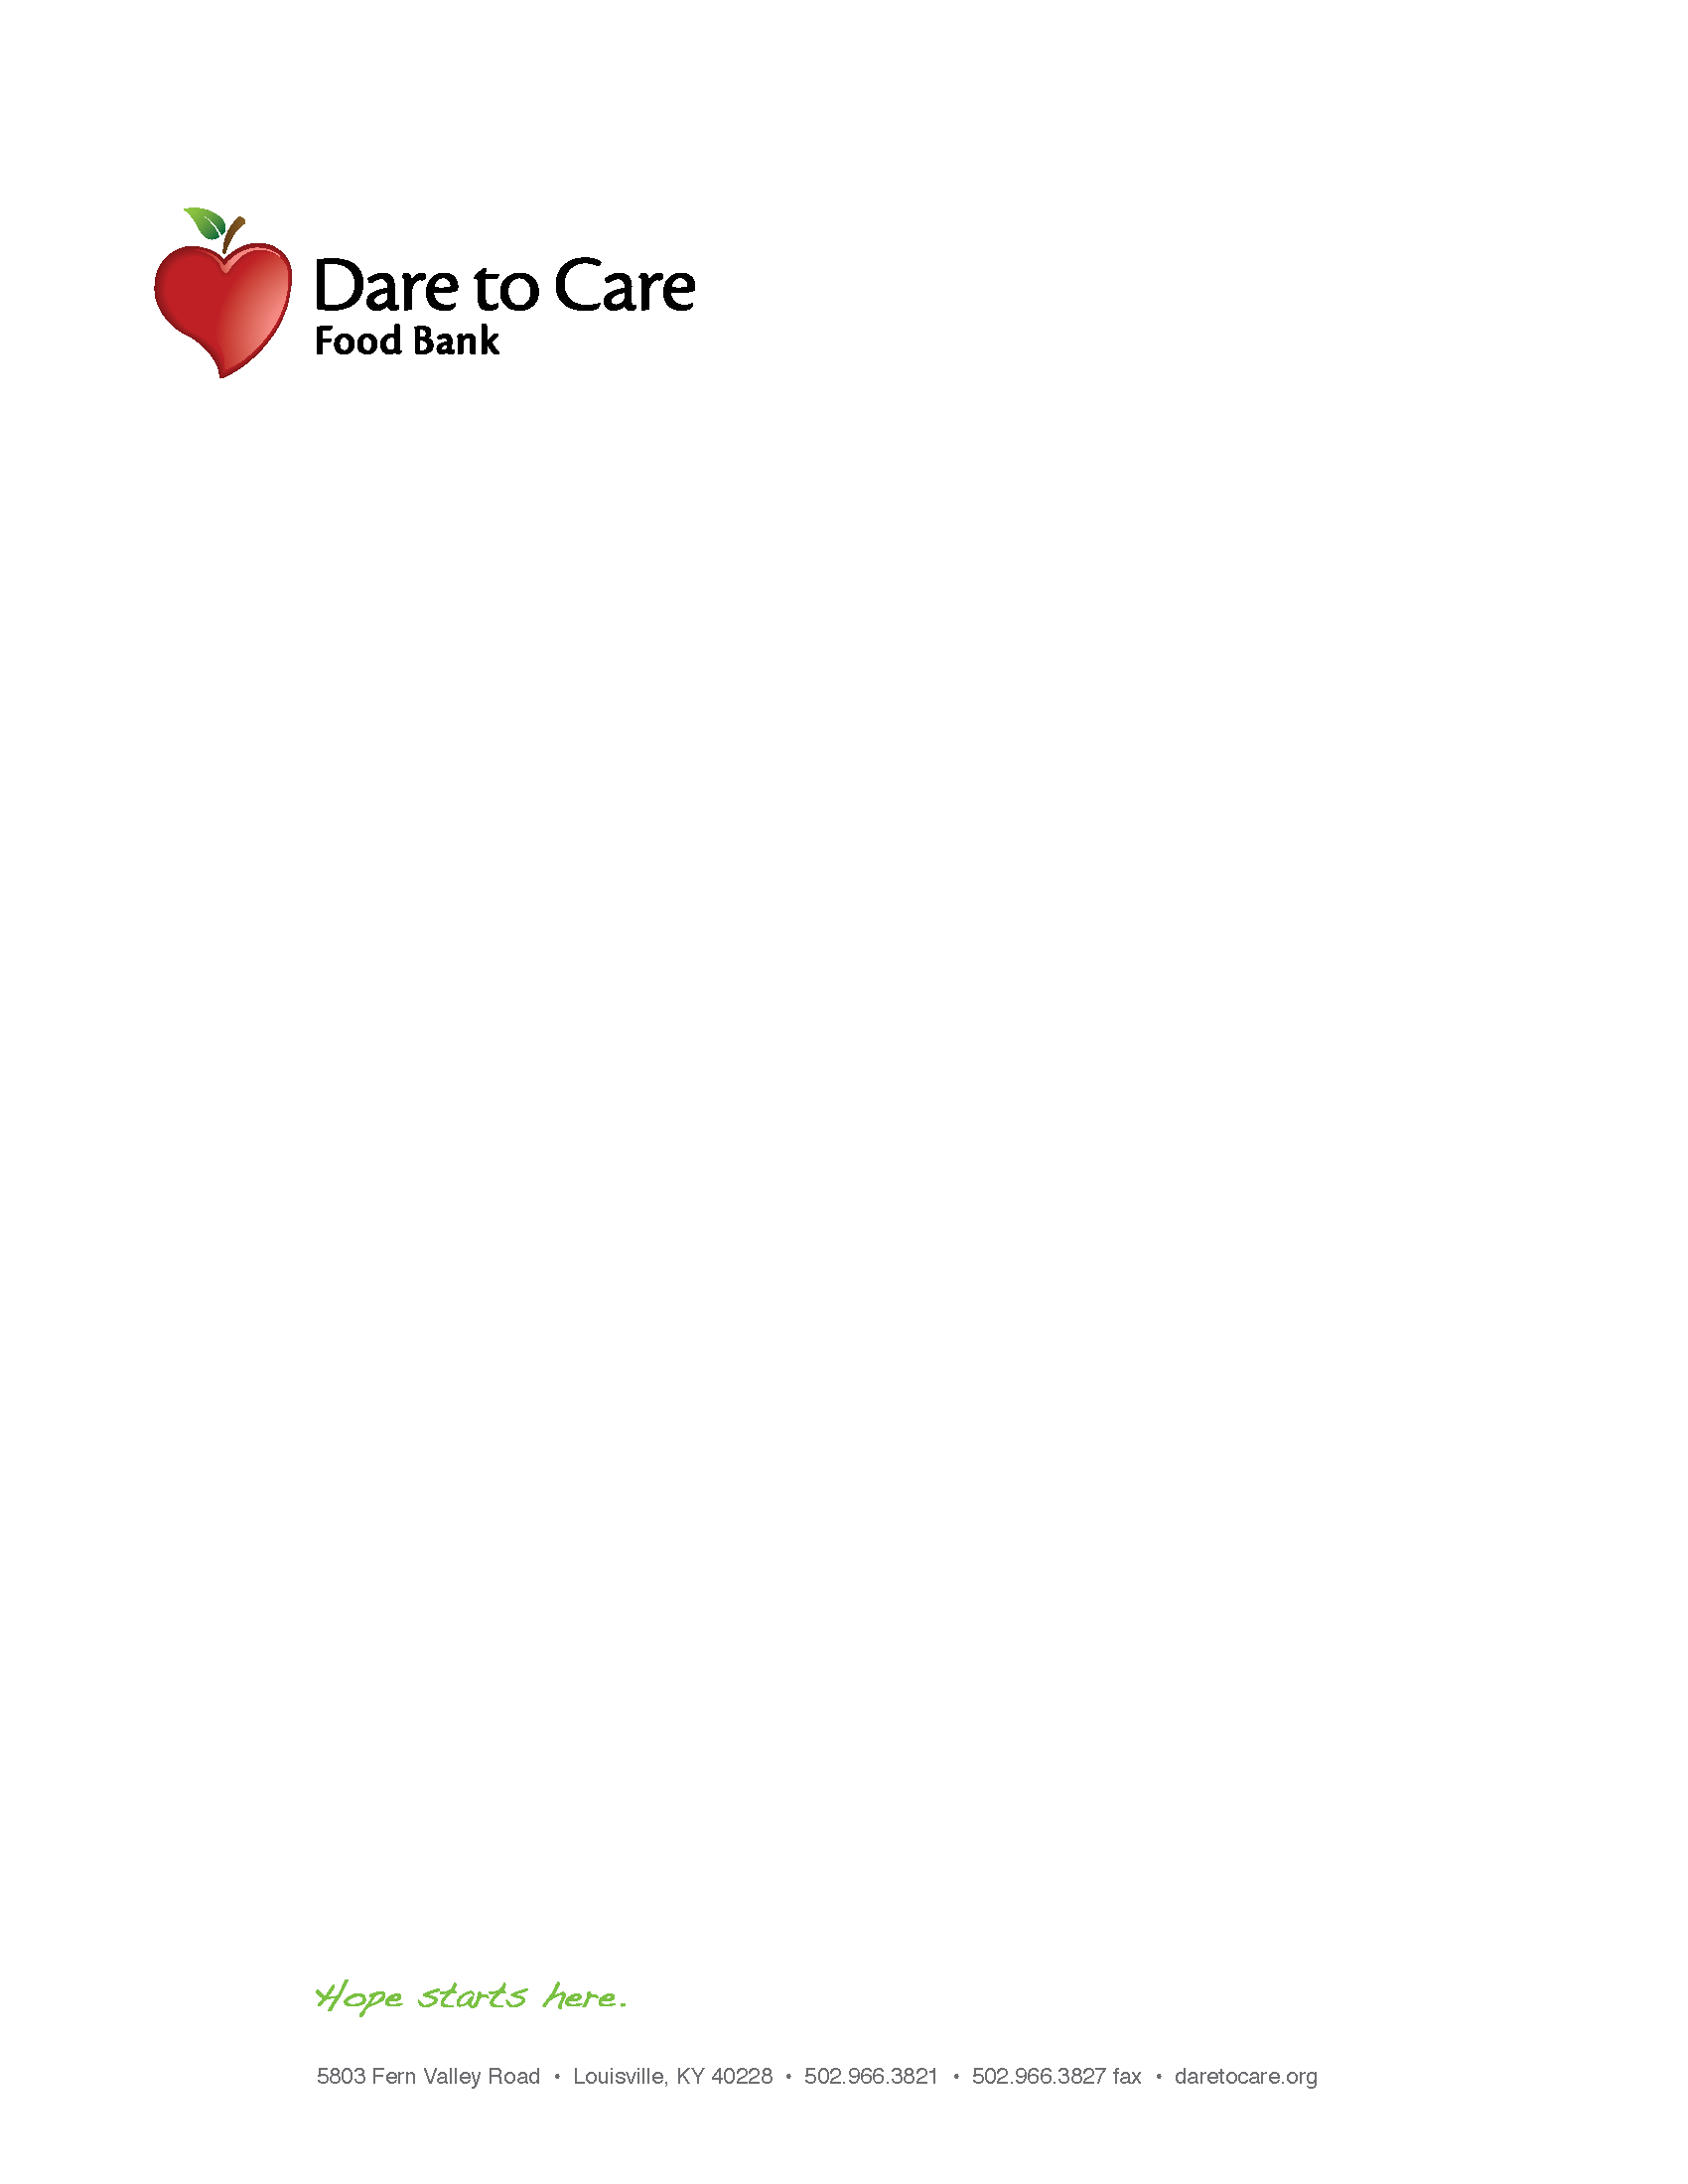 Dare to Care
Food Bank
Hope starts here.
5803 Fern Valley Road • Louisville, KY 40228 • 502.966.3821 • 502.966.3827 fax • daretocare.org